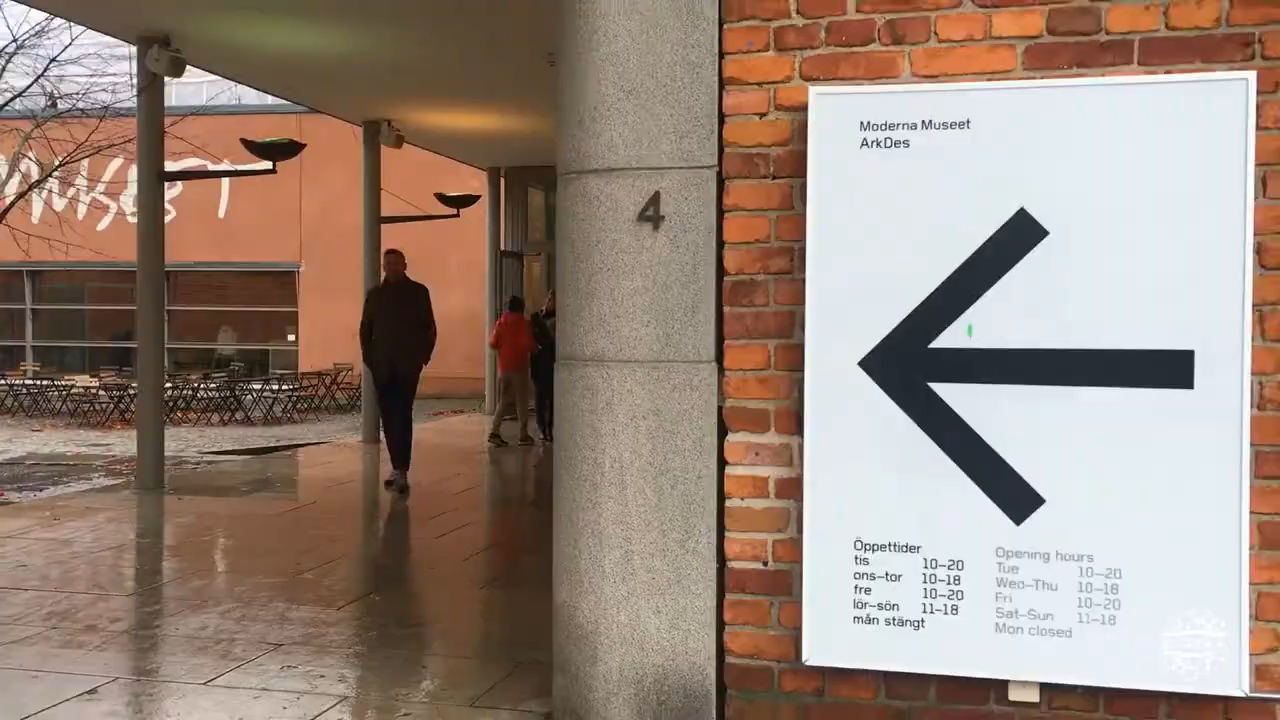 Moderna Museet
ArkDes
4
Öppettider
tis 10–20
ons–tor 10–18
fre 10–20
lör–sön 11–18
mån stängt
Opening hours
Tue 10–20
Wed–Thu 10–18
Fri 10–20
Sat–Sun 11–18
Mon closed